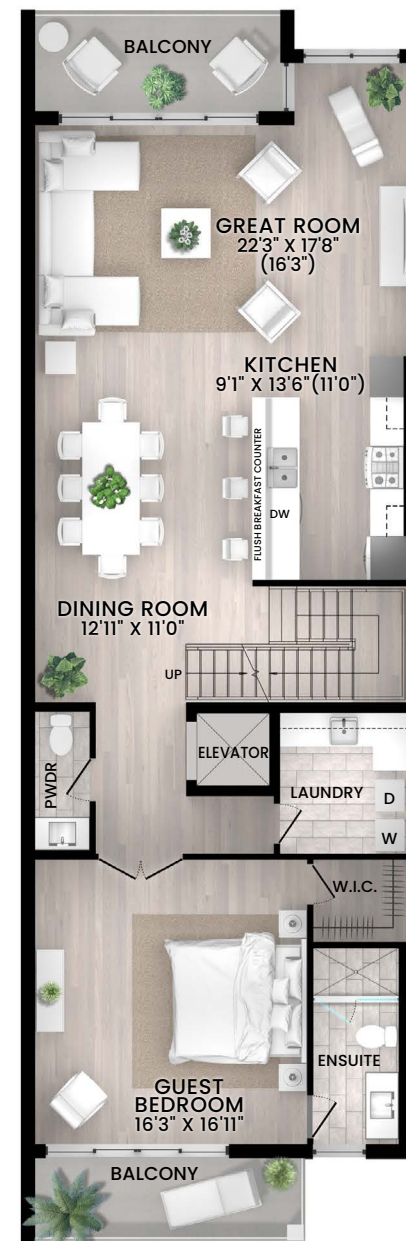 BALCONY
GREAT ROOM
22'3" X 17'8"
(16'3")
KITCHEN
9'1" X 13'6"(11'0")
FLUSH BREAKFAST COUNTER
DW
DINING ROOM
12'11" X 11'0"
UP
ELEVATOR
PWDR
LAUNDRY
D
W
W.I.C.
ENSUITE
GUEST
BEDROOM
16'3" X 16'11"
BALCONY